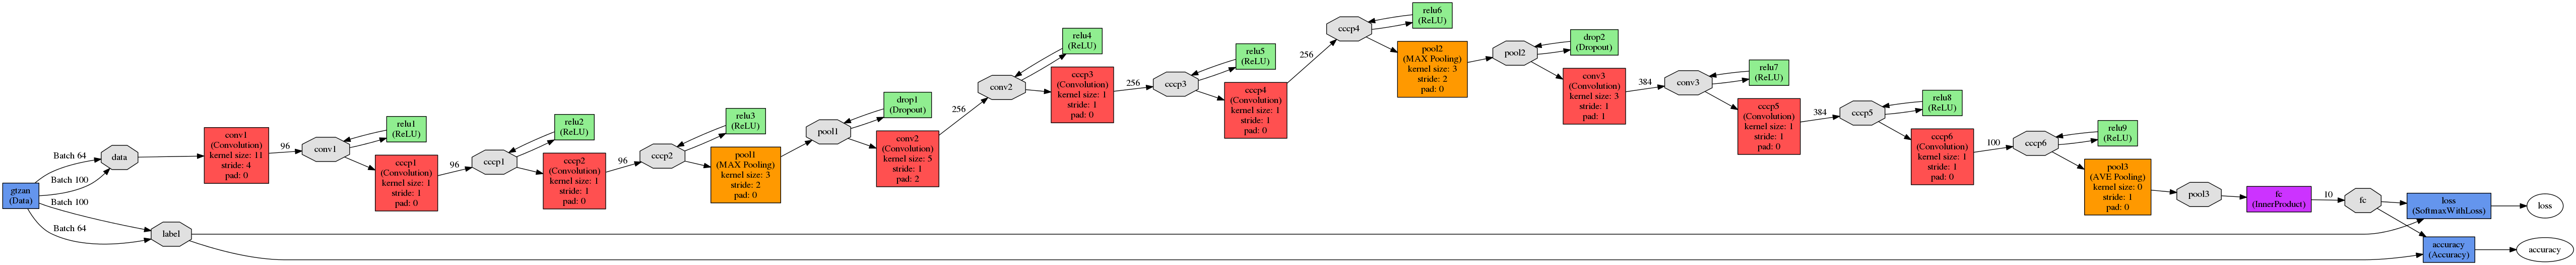 gtzan
(Data)
Batch 64
Batch 100
Batch 100
Batch 64
data
label
conv1
(Convolution)
kernel size: 11
stride: 4
pad: 0
96
conv1
relu1
(ReLU)
cccp1
(Convolution)
kernel size: 1
stride: 1
pad: 0
96
cccp1
relu2
(ReLU)
cccp2
(Convolution)
kernel size: 1
stride: 1
pad: 0
96
cccp2
relu3
(ReLU)
pool1
(MAX Pooling)
kernel size: 3
stride: 2
pad: 0
pool1
drop1
(Dropout)
conv2
(Convolution)
kernel size: 5
stride: 1
pad: 2
256
conv2
relu4
(ReLU)
cccp3
(Convolution)
kernel size: 1
stride: 1
pad: 0
256
cccp3
relu5
(ReLU)
cccp4
(Convolution)
kernel size: 1
stride: 1
pad: 0
256
cccp4
relu6
(ReLU)
pool2
(MAX Pooling)
kernel size: 3
stride: 2
pad: 0
pool2
drop2
(Dropout)
conv3
(Convolution)
kernel size: 3
stride: 1
pad: 1
384
conv3
relu7
(ReLU)
cccp5
(Convolution)
kernel size: 1
stride: 1
pad: 0
384
cccp5
relu8
(ReLU)
cccp6
(Convolution)
kernel size: 1
stride: 1
pad: 0
100
cccp6
relu9
(ReLU)
pool3
(AVE Pooling)
kernel size: 0
stride: 1
pad: 0
pool3
fc
(InnerProduct)
10
fc
loss
(SoftmaxWithLoss)
loss
accuracy
(Accuracy)
accuracy